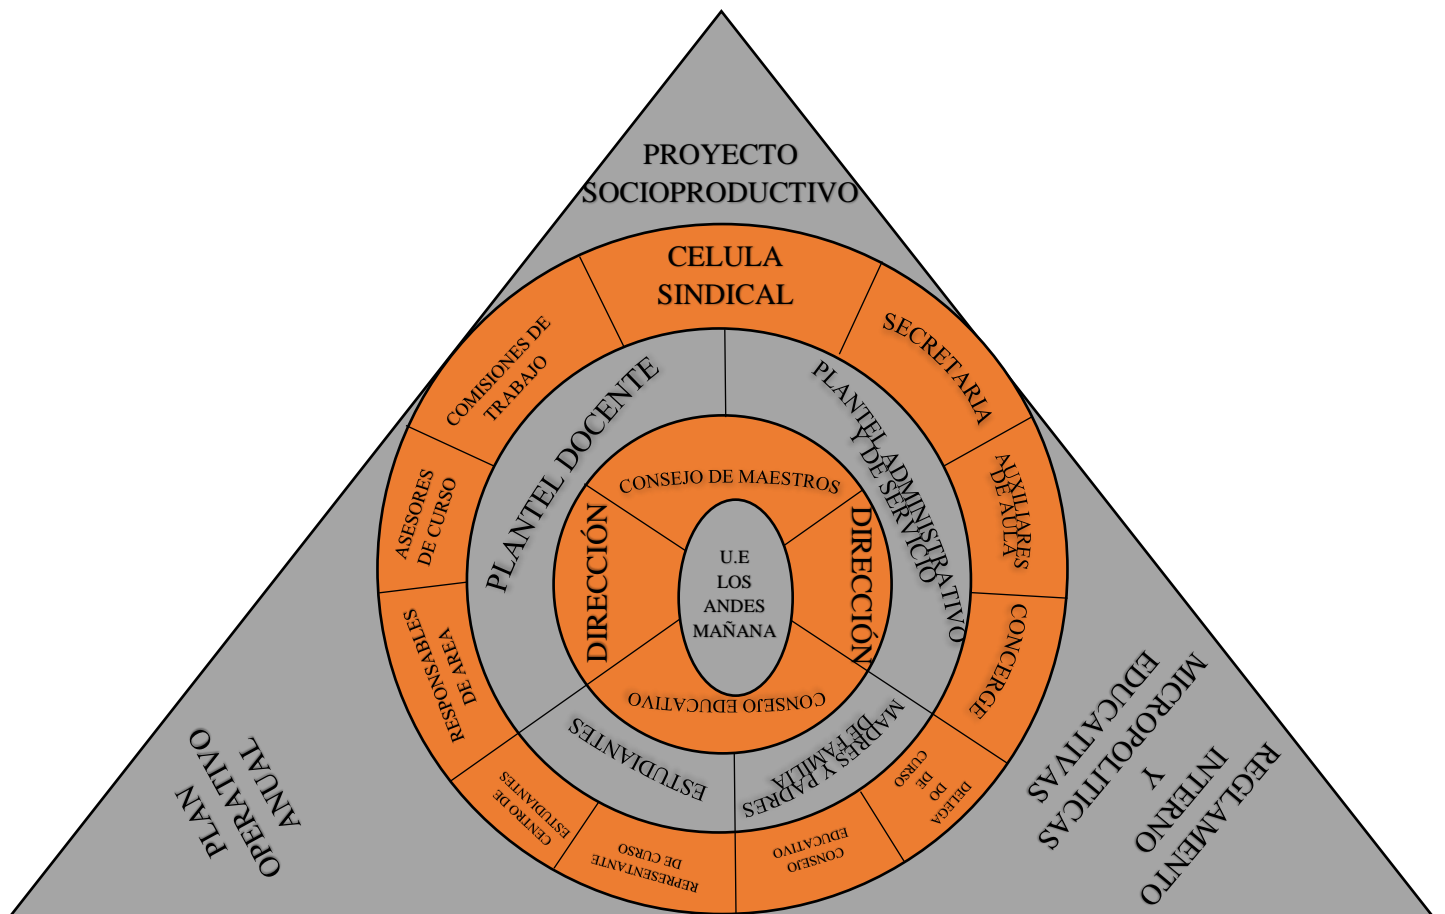 PROYECTO
SOCIOPRODUCTIVO
CELULA
SINDICAL
COMISIONES DE
TRABAJO
SECRETARIA
PLANTEL DOCENTE
PLANTEL ADMINISTRATIVO
Y DE SERVICIO
ASESORES
DE CURSO
AUXILIARES
DE AULA
CONSEJO DE MAESTROS
DIRECCIÓN
DIRECCIÓN
U.E
LOS
ANDES
MAÑANA
RESPONSABLES
DE AREA
CONCERGE
CONSEJO EDUCATIVO
ESTUDIANTES
MADRES Y PADRES
DE FAMILIA
CENTRO DE
ESTUDIANTES
REPRESENTANTE
DE CURSO
CONSEJO
EDUCATIVO
DELEGA
DO
DE
CURSO
PLAN
OPERATIVO
ANUAL
REGLAMENTO
INTERNO
Y
MICROPOLITICAS
EDUCATIVAS